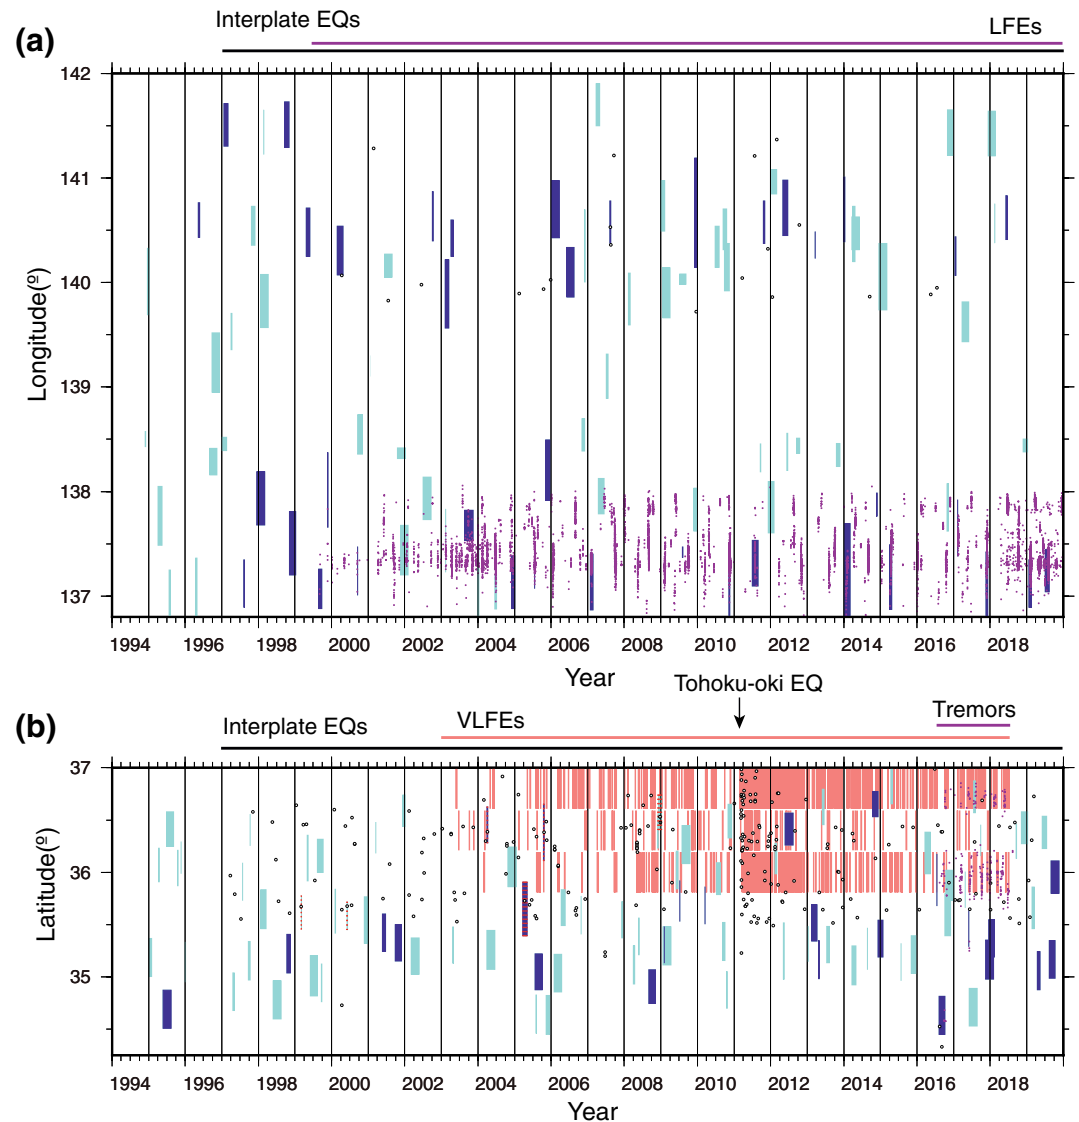 Interplate EQs
(a)
LFEs
142
141
140
139
138
137
Longitude(º)
1994 1996 1998 2000 2002 2004 2006 2008 2010 2012 2014 2016 2018
Year
Tohoku-oki EQ
(b)
Interplate EQs
VLFEs
Tremors
37
36
35
Latitude(º)
1994 1996 1998 2000 2002 2004 2006 2008 2010 2012 2014 2016 2018
Year